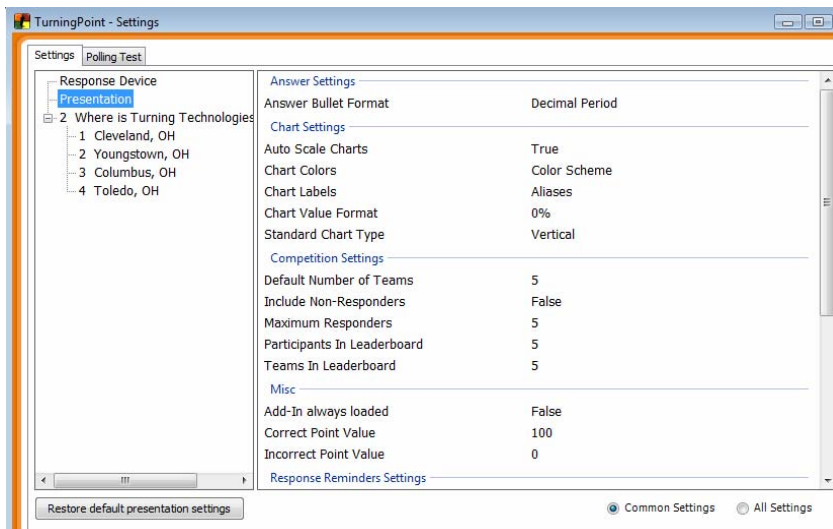 TurningPoint - Settings
Settings Polling Test
Response Device
Presentation
2 Where is Turning Technologies
1 Cleveland, OH
2 Youngstown, OH
3 Columbus, OH
4 Toledo, OH
Answer Settings
Answer Bullet Format Decimal Period
Chart Settings
Auto Scale Charts True
Chart Colors Color Scheme
Chart Labels Aliases
Chart Value Format 0%
Standard Chart Type Vertical
Competition Settings
Default Number of Teams 5
Include Non-Responders False
Maximum Responders 5
Participants In Leaderboard 5
Teams In Leaderboard 5
Misc
Add-In always loaded False
Correct Point Value 100
Incorrect Point Value 0
Response Reminders Settings
Restore default presentation settings
Common Settings All Settings